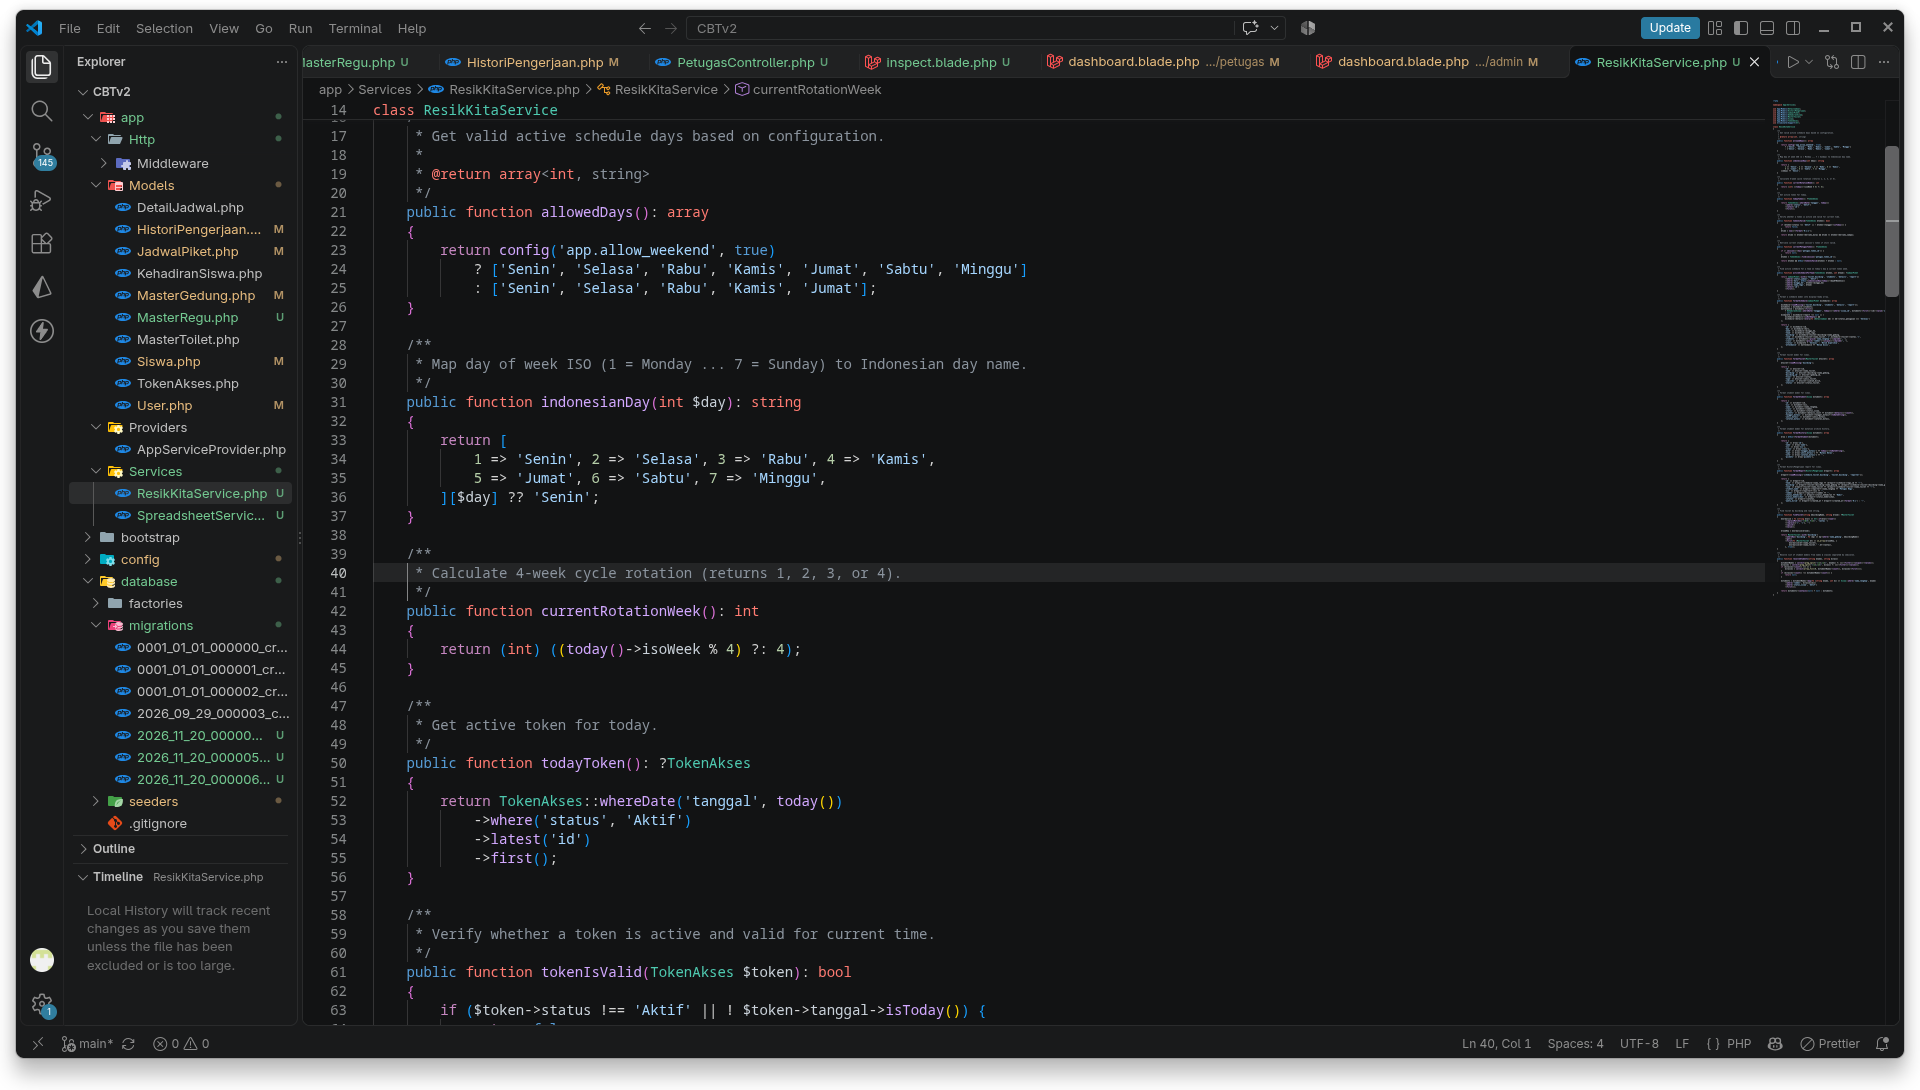 File Edit Selection View Go Run Terminal Help
CBTv2
Update
Explorer
CBTv2
app
Http
Middleware
Models
DetailJadwal.php
HistoriPengerjaan.... M
JadwalPiket.php M
KehadiranSiswa.php
MasterGedung.php M
MasterRegu.php U
MasterToilet.php
Siswa.php M
TokenAkses.php
User.php M
Providers
AppServiceProvider.php
Services
ResikKitaService.php U
SpreadsheetServic... U
bootstrap
config
database
factories
migrations
0001_01_01_000000_cr...
0001_01_01_000001_cr...
0001_01_01_000002_cr...
2026_09_29_000003_c...
2026_11_20_00000... U
2026_11_20_000005... U
2026_11_20_000006... U
seeders
.gitignore
Outline
Timeline ResikKitaService.php
Local History will track recent
changes as you save them
unless the file has been
excluded or is too large.
145
1
asterRegu.php U HistoriPengerjaan.php M PetugasController.php U inspect.blade.php U dashboard.blade.php .../petugas M dashboard.blade.php .../admin M ResikKitaService.php U
app > Services > ResikKitaService.php > ResikKitaService > currentRotationWeek
14 class ResikKitaService
17 * Get valid active schedule days based on configuration.
18 *
19 * @return array<int, string>
20 */
21 public function allowedDays(): array
22 {
23 return config('app.allow_weekend', true)
24 ? ['Senin', 'Selasa', 'Rabu', 'Kamis', 'Jumat', 'Sabtu', 'Minggu']
25 : ['Senin', 'Selasa', 'Rabu', 'Kamis', 'Jumat'];
26 }
27
28 /**
29 * Map day of week ISO (1 = Monday ... 7 = Sunday) to Indonesian day name.
30 */
31 public function indonesianDay(int $day): string
32 {
33 return [
34 1 => 'Senin', 2 => 'Selasa', 3 => 'Rabu', 4 => 'Kamis',
35 5 => 'Jumat', 6 => 'Sabtu', 7 => 'Minggu',
36 ][$day] ?? 'Senin';
37 }
38
39 /**
40 * Calculate 4-week cycle rotation (returns 1, 2, 3, or 4).
41 */
42 public function currentRotationWeek(): int
43 {
44 return (int) ((today()->isoWeek % 4) ?: 4);
45 }
46
47 /**
48 * Get active token for today.
49 */
50 public function todayToken(): ?TokenAkses
51 {
52 return TokenAkses::whereDate('tanggal', today())
53 ->where('status', 'Aktif')
54 ->latest('id')
55 ->first();
56 }
57
58 /**
59 * Verify whether a token is active and valid for current time.
60 */
61 public function tokenIsValid(TokenAkses $token): bool
62 {
63 if ($token->status !== 'Aktif' || ! $token->tanggal->isToday()) {
main* 0 0 Ln 40, Col 1 Spaces: 4 UTF-8 LF { } PHP Prettier